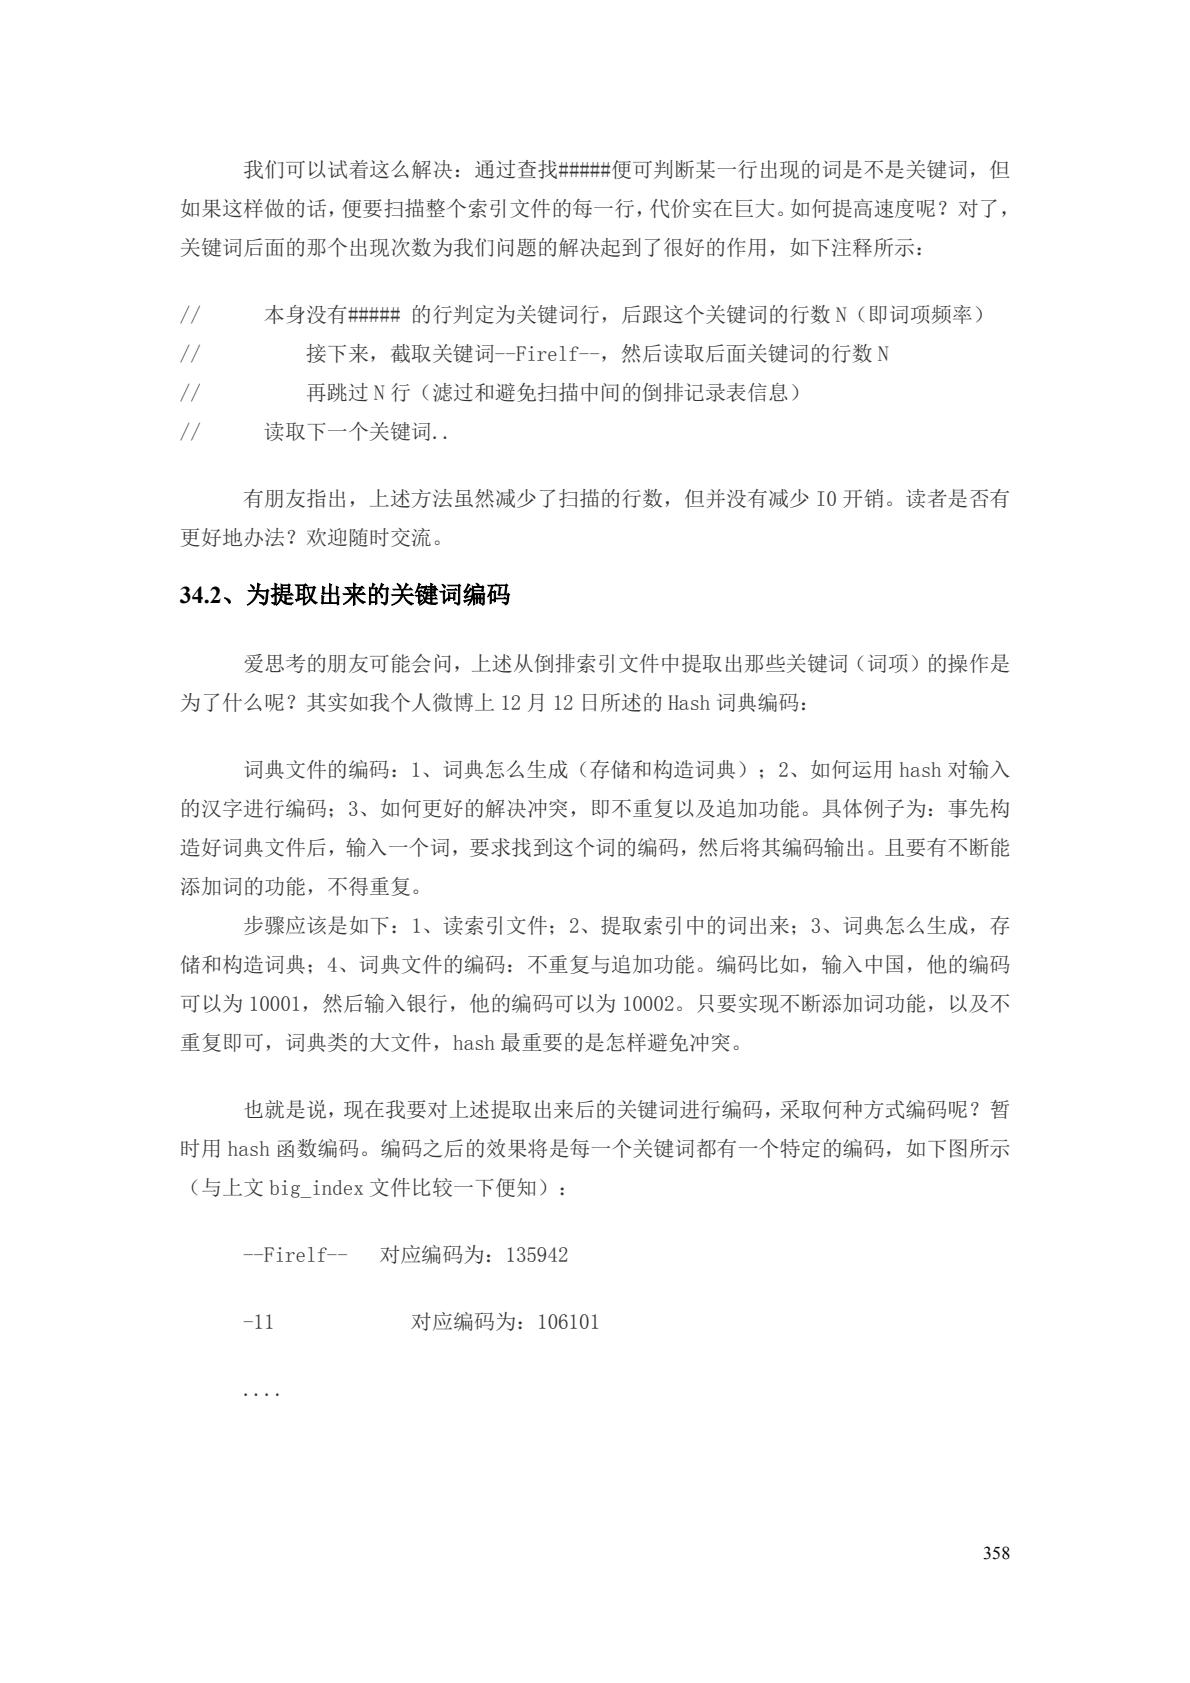 我们可以试着这么解决：通过查找#####便可判断某一行出现的词是不是关键词，但
如果这样做的话，便要扫描整个索引文件的每一行，代价实在巨大。如何提高速度呢？对了，
关键词后面的那个出现次数为我们问题的解决起到了很好的作用，如下注释所示：
// 本身没有##### 的行判定为关键词行，后跟这个关键词的行数 N（即词项频率）
// 接下来，截取关键词--Firelf--，然后读取后面关键词的行数 N
// 再跳过 N 行（滤过和避免扫描中间的倒排记录表信息）
// 读取下一个关键词..
有朋友指出，上述方法虽然减少了扫描的行数，但并没有减少 IO 开销。读者是否有
更好地办法？欢迎随时交流。
34.2、为提取出来的关键词编码
爱思考的朋友可能会问，上述从倒排索引文件中提取出那些关键词（词项）的操作是
为了什么呢？其实如我个人微博上 12 月 12 日所述的 Hash 词典编码：
词典文件的编码：1、词典怎么生成（存储和构造词典）；2、如何运用 hash 对输入
的汉字进行编码；3、如何更好的解决冲突，即不重复以及追加功能。具体例子为：事先构
造好词典文件后，输入一个词，要求找到这个词的编码，然后将其编码输出。且要有不断能
添加词的功能，不得重复。
步骤应该是如下：1、读索引文件；2、提取索引中的词出来；3、词典怎么生成，存
储和构造词典；4、词典文件的编码：不重复与追加功能。编码比如，输入中国，他的编码
可以为 10001，然后输入银行，他的编码可以为 10002。只要实现不断添加词功能，以及不
重复即可，词典类的大文件，hash 最重要的是怎样避免冲突。
也就是说，现在我要对上述提取出来后的关键词进行编码，采取何种方式编码呢？暂
时用 hash 函数编码。编码之后的效果将是每一个关键词都有一个特定的编码，如下图所示
（与上文 big_index 文件比较一下便知）：
--Firelf-- 对应编码为：135942
-11 对应编码为：106101
....
358